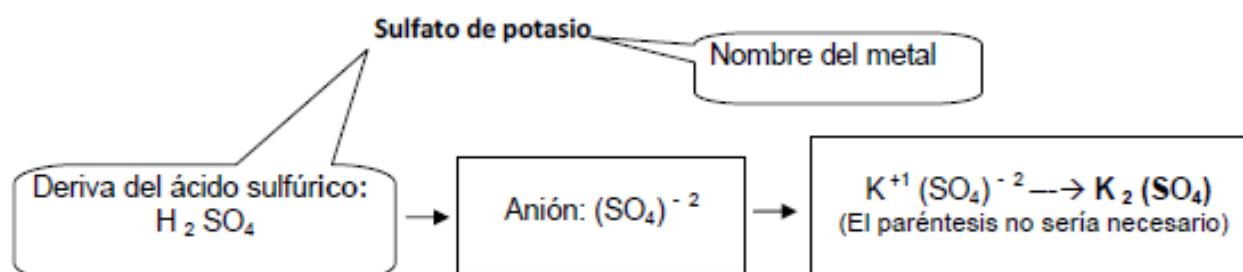 Sulfato de potasio
Nombre del metal
Deriva del ácido sulfúrico:
H ₂ SO₄
Anión: (SO₄) ⁻ ²
K ⁺¹ (SO₄) ⁻ ² ----→ K ₂ (SO₄)
(El paréntesis no sería necesario)